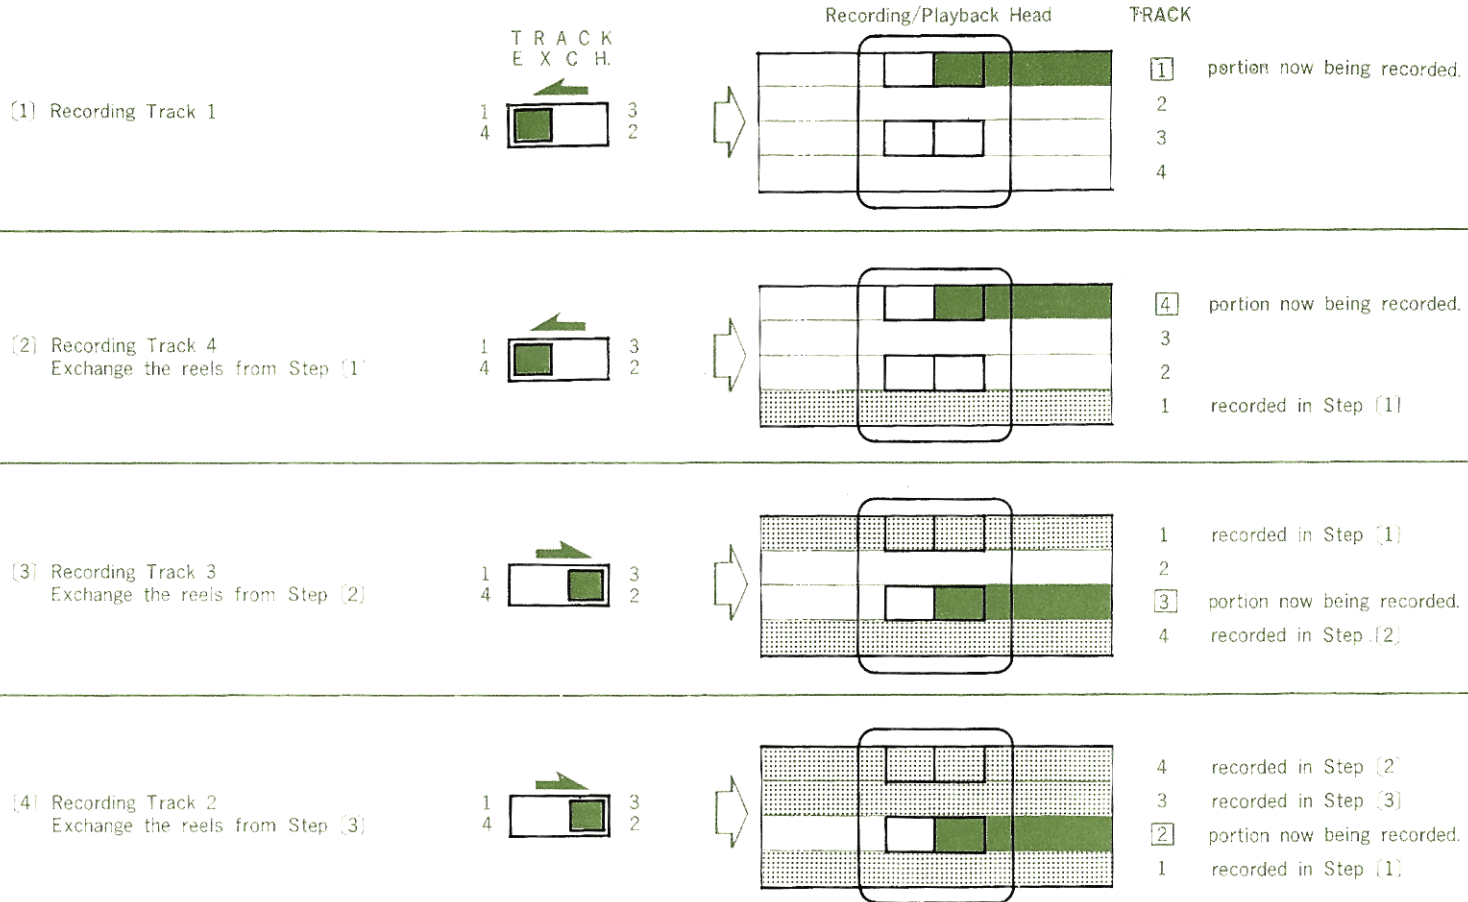 Recording/Playback Head TRACK
TRACK
EXCH.
[1] Recording Track 1
1 3
4 2
1 portion now being recorded.
2
3
4
[2] Recording Track 4
Exchange the reels from Step [1]
1 3
4 2
4 portion now being recorded.
3
2
1 recorded in Step [1]
[3] Recording Track 3
Exchange the reels from Step [2]
1 3
4 2
1 recorded in Step [1]
2
3 portion now being recorded.
4 recorded in Step [2]
[4] Recording Track 2
Exchange the reels from Step [3]
1 3
4 2
4 recorded in Step [2]
3 recorded in Step [3]
2 portion now being recorded.
1 recorded in Step [1]